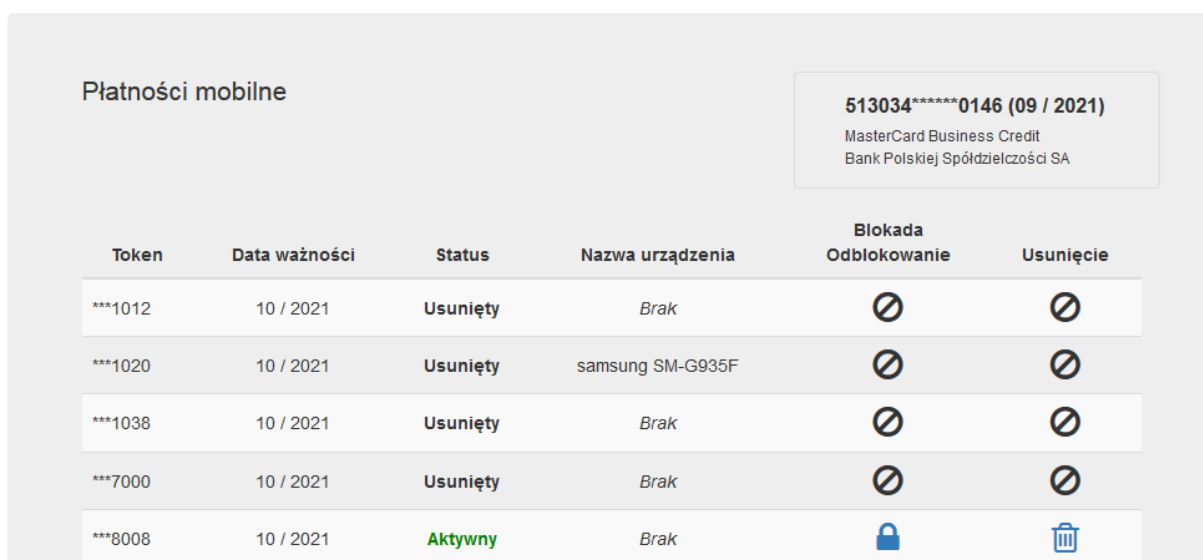 Płatności mobilne
513034******0146 (09 / 2021)
MasterCard Business Credit
Bank Polskiej Spółdzielczości SA
Token Data ważności Status Nazwa urządzenia Blokada Odblokowanie Usunięcie
***1012 10 / 2021 Usunięty Brak
***1020 10 / 2021 Usunięty samsung SM-G935F
***1038 10 / 2021 Usunięty Brak
***7000 10 / 2021 Usunięty Brak
***8008 10 / 2021 Aktywny Brak